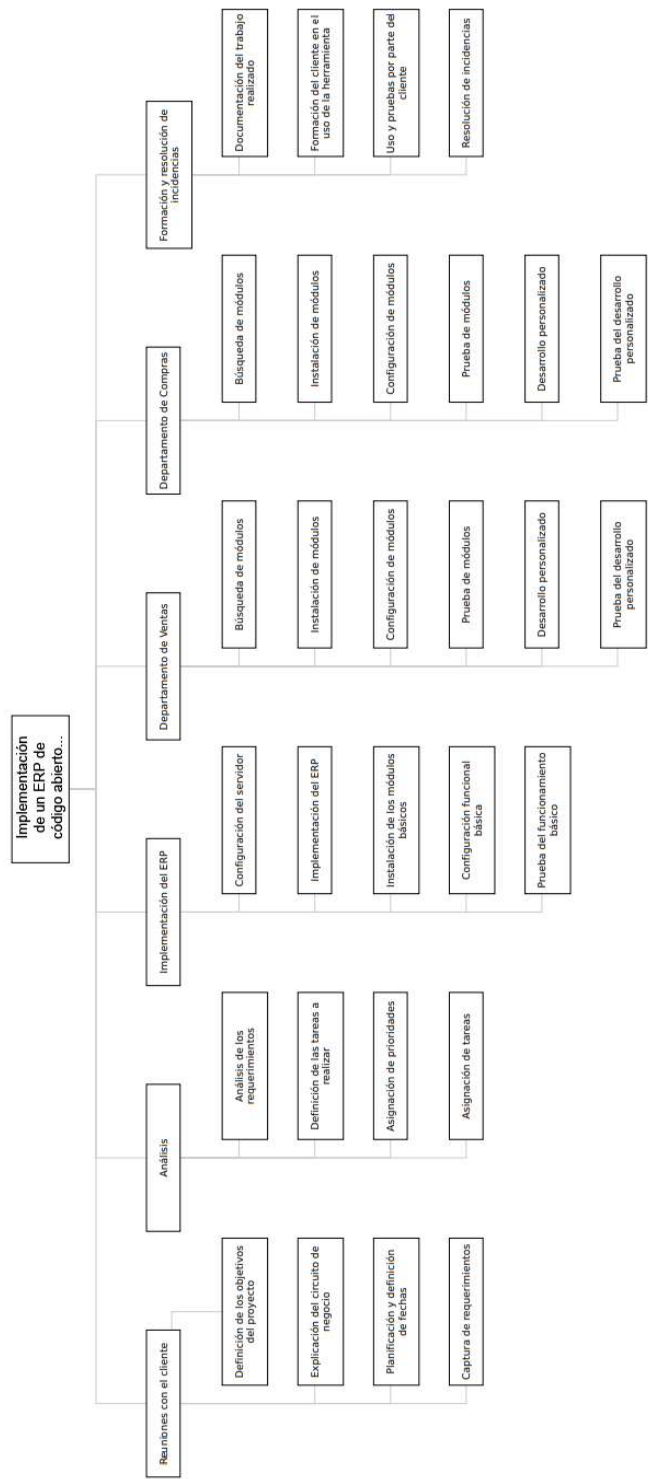 Implementación
de un ERP de
código abierto...
Reuniones con el cliente
Definición de los objetivos
del proyecto
Explicación del circuito de
negocio
Planificación y definición
de fechas
Captura de requerimientos
Análisis
Análisis de los
requerimientos
Definición de las tareas a
realizar
Asignación de prioridades
Asignación de tareas
Implementación del ERP
Configuración del servidor
Implementación del ERP
Instalación de los módulos
básicos
Configuración funcional
básica
Prueba del funcionamiento
básico
Departamento de Ventas
Búsqueda de módulos
Instalación de módulos
Configuración de módulos
Prueba de módulos
Desarrollo personalizado
Prueba del desarrollo
personalizado
Departamento de Compras
Búsqueda de módulos
Instalación de módulos
Configuración de módulos
Prueba de módulos
Desarrollo personalizado
Prueba del desarrollo
personalizado
Formación y resolución de
incidencias
Documentación del trabajo
realizado
Formación del cliente en el
uso de la herramienta
Uso y pruebas por parte del
cliente
Resolución de incidencias